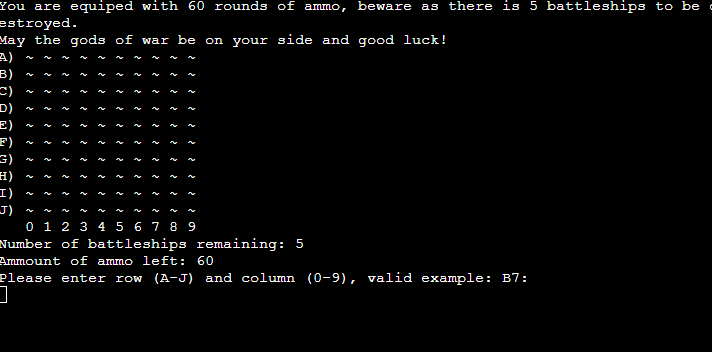 You are equiped with 60 rounds of ammo, beware as there is 5 battleships to be d
estroyed.
May the gods of war be on your side and good luck!
A) ~ ~ ~ ~ ~ ~ ~ ~ ~ ~
B) ~ ~ ~ ~ ~ ~ ~ ~ ~ ~
C) ~ ~ ~ ~ ~ ~ ~ ~ ~ ~
D) ~ ~ ~ ~ ~ ~ ~ ~ ~ ~
E) ~ ~ ~ ~ ~ ~ ~ ~ ~ ~
F) ~ ~ ~ ~ ~ ~ ~ ~ ~ ~
G) ~ ~ ~ ~ ~ ~ ~ ~ ~ ~
H) ~ ~ ~ ~ ~ ~ ~ ~ ~ ~
I) ~ ~ ~ ~ ~ ~ ~ ~ ~ ~
J) ~ ~ ~ ~ ~ ~ ~ ~ ~ ~
0 1 2 3 4 5 6 7 8 9
Number of battleships remaining: 5
Ammount of ammo left: 60
Please enter row (A-J) and column (0-9), valid example: B7: